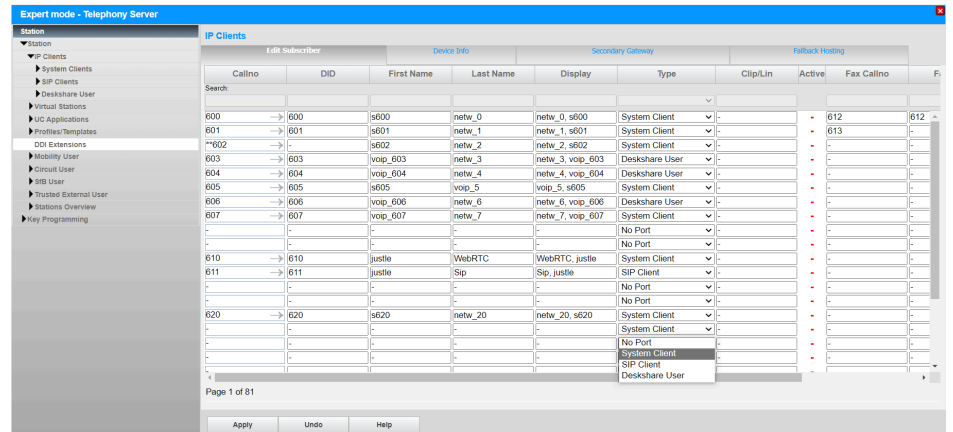 Expert mode - Telephony Server
Station
Station
IP Clients
System Clients
SIP Clients
Deskshare User
Virtual Stations
UC Applications
Profiles/Templates
DDI Extensions
Mobility User
Circuit User
SfB User
Trusted External User
Stations Overview
Key Programming
IP Clients
Edit Subscriber Device Info Secondary Gateway Fallback Hosting
Callno DID First Name Last Name Display Type Clip/Lin Active Fax Callno
Search:
600 600 s600 netw_0 netw_0, s600 System Client - - 612 612
601 601 s601 netw_1 netw_1, s601 System Client - - 613 -
**602 - s602 netw_2 netw_2, s602 System Client - - - -
603 603 voip_603 netw_3 netw_3, voip_603 Deskshare User - - - -
604 604 voip_604 netw_4 netw_4, voip_604 Deskshare User - - - -
605 605 s605 voip_5 voip_5, s605 System Client - - - -
606 606 voip_606 netw_6 netw_6, voip_606 Deskshare User - - - -
607 607 voip_607 netw_7 netw_7, voip_607 System Client - - - -
- - - - - No Port - - - -
- - - - - No Port - - - -
610 610 justle WebRTC WebRTC, justle System Client - - - -
611 611 justle Sip Sip, justle SIP Client - - - -
- - - - - No Port - - - -
- - - - - No Port - - - -
620 620 s620 netw_20 netw_20, s620 System Client - - - -
- - - - - System Client - - - -
- - - - - No Port - - - -
- - - - - System Client - - - -
- - - - - SIP Client - - - -
Deskshare User
Page 1 of 81
Apply Undo Help